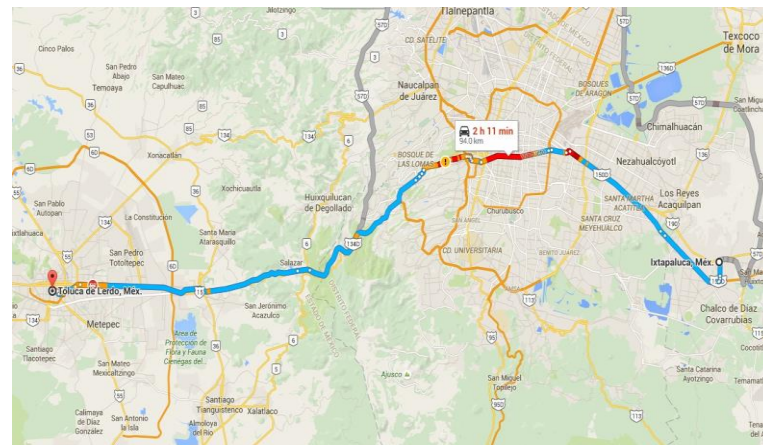 Jilotzingo
Tlalnepantla
Texcoco
de Mora
Cinco Palos
San Pedro
Abajo
Temoaya
San Mateo
Capulhuac
CD. SATÉLITE
Naucalpan
de Juárez
BOSQUES
DE ARAGÓN
Chimalhuacán
2 h 11 min
94.0 km
Xonacatlán
BOSQUE DE
LAS LOMAS
Nezahualcóyotl
Xochicuautla
Huixquilucan
de Degollado
San Pablo
Autopan
La Constitución
Santa María
Atarasquillo
SANTA MARTHA
ACATITLA
Los Reyes
Acaquilpan
Churubusco
SAN ANGEL
SANTA CRUZ
MEYEHUALCO
San Pedro
Totoltepec
Salazar
CD. UNIVERSITARIA
BENITO JUÁREZ
Ixtapaluca, Méx.
Toluca de Lerdo, Méx.
Metepec
San Jerónimo
Acazulco
Chalco de Díaz
Covarrubias
Área de
Protección de
Flora y Fauna
Ciénegas del...
Santiago
Tlacotepec
San Mateo
Mexicaltzingo
Ajusco
San Miguel
Topilejo
Santa Catarina
Ayotzingo
Santiago
Tianguistenco
Xalatlaco
Calimaya
de Díaz
González
San Antonio
la Isla
Almoloya
del Río